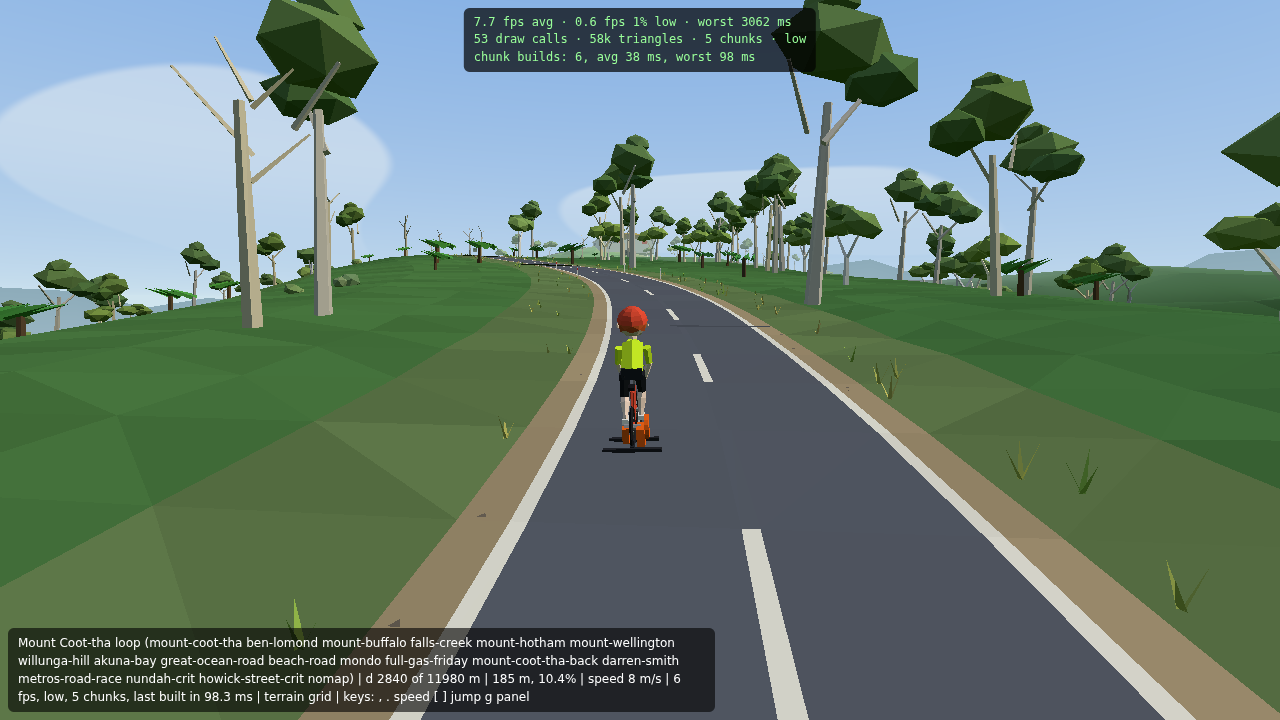 7.7 fps avg · 0.6 fps 1% low · worst 3062 ms
53 draw calls · 58k triangles · 5 chunks · low
chunk builds: 6, avg 38 ms, worst 98 ms
Mount Coot-tha loop (mount-coot-tha ben-lomond mount-buffalo falls-creek mount-hotham mount-wellington
willunga-hill akuna-bay great-ocean-road beach-road mondo full-gas-friday mount-coot-tha-back darren-smith
metros-road-race nundah-crit howick-street-crit nomap) | d 2840 of 11980 m | 185 m, 10.4% | speed 8 m/s | 6
fps, low, 5 chunks, last built in 98.3 ms | terrain grid | keys: , . speed [ ] jump g panel